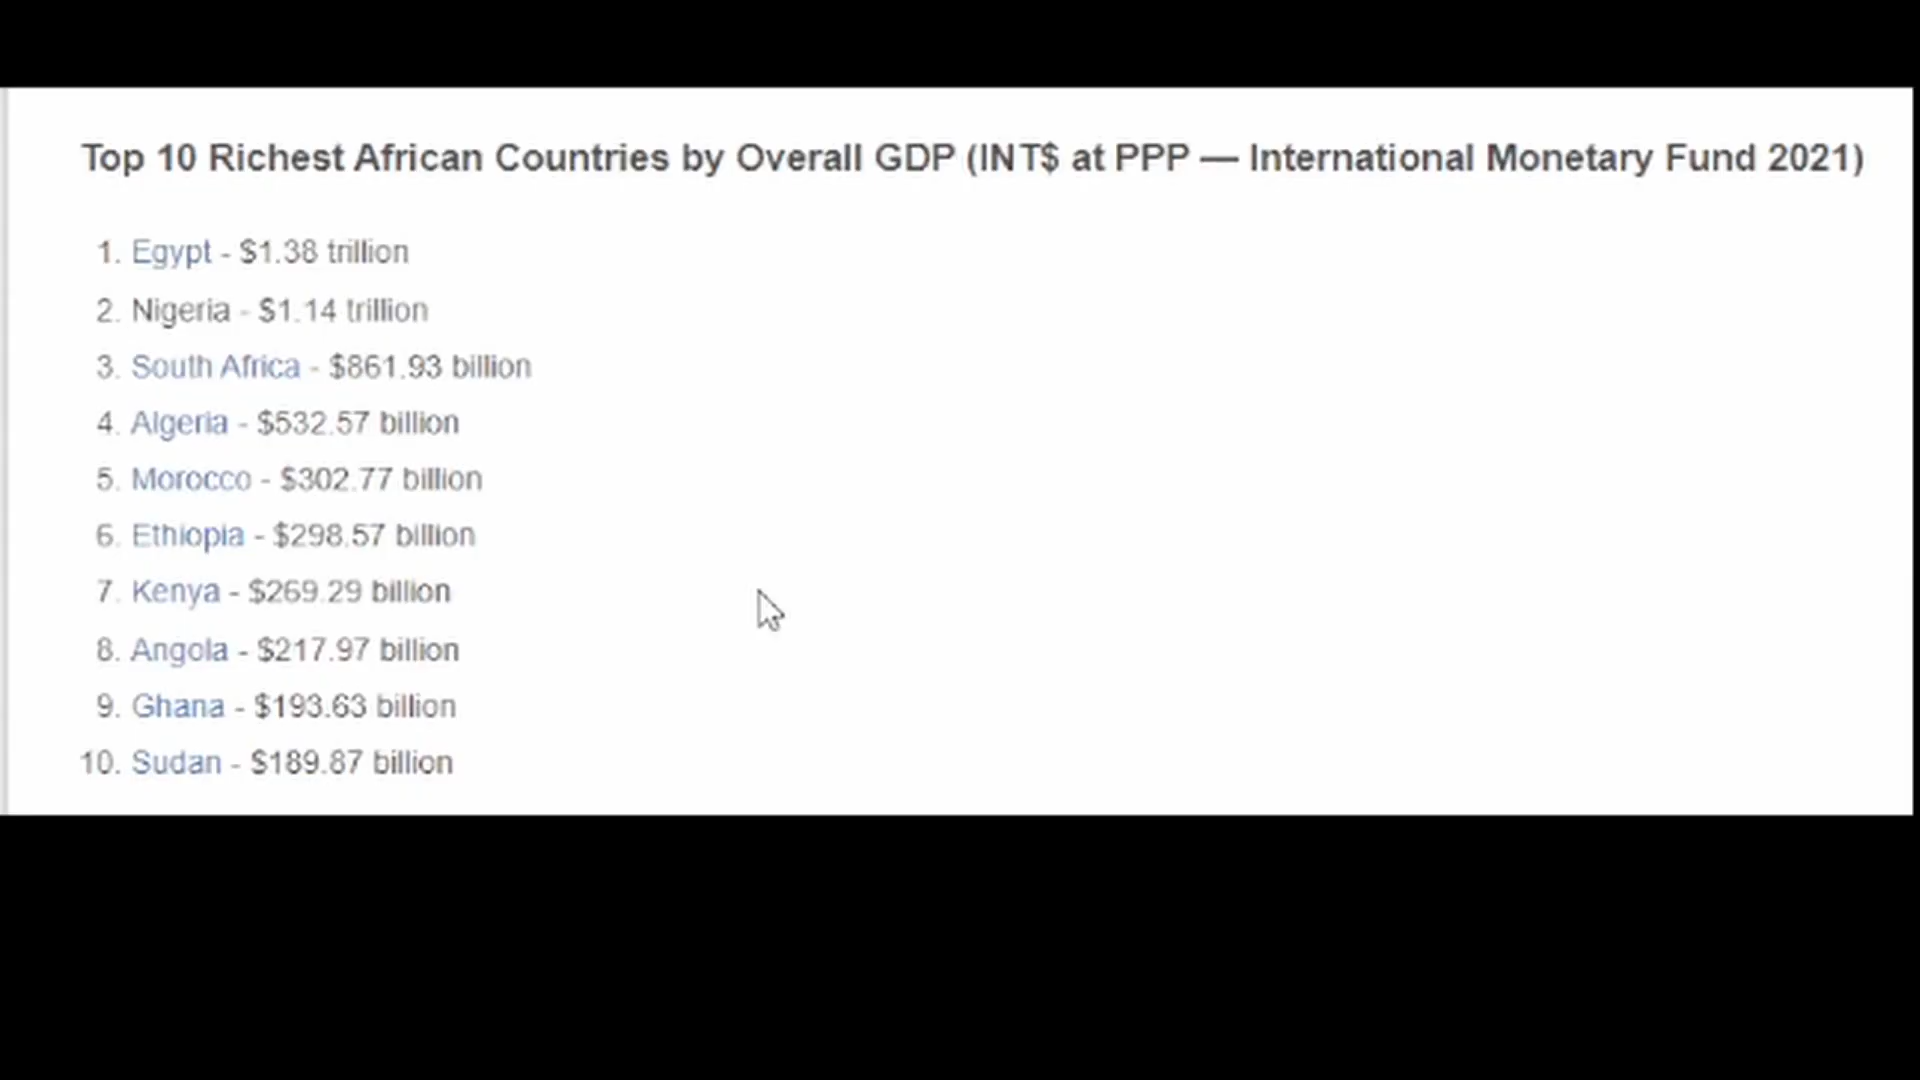 Top 10 Richest African Countries by Overall GDP (INT$ at PPP — International Monetary Fund 2021)
1. Egypt - $1.38 trillion
2. Nigeria - $1.14 trillion
3. South Africa - $861.93 billion
4. Algeria - $532.57 billion
5. Morocco - $302.77 billion
6. Ethiopia - $298.57 billion
7. Kenya - $269.29 billion
8. Angola - $217.97 billion
9. Ghana - $193.63 billion
10. Sudan - $189.87 billion